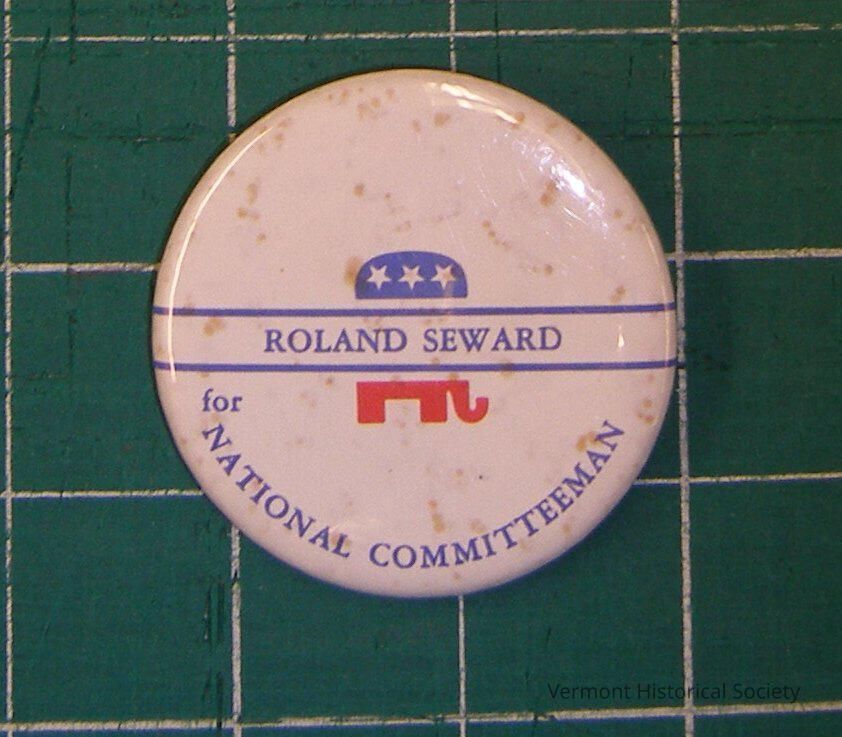 ROLAND SEWARD
for
NATIONAL COMMITTEEMAN
Vermont Historical Society